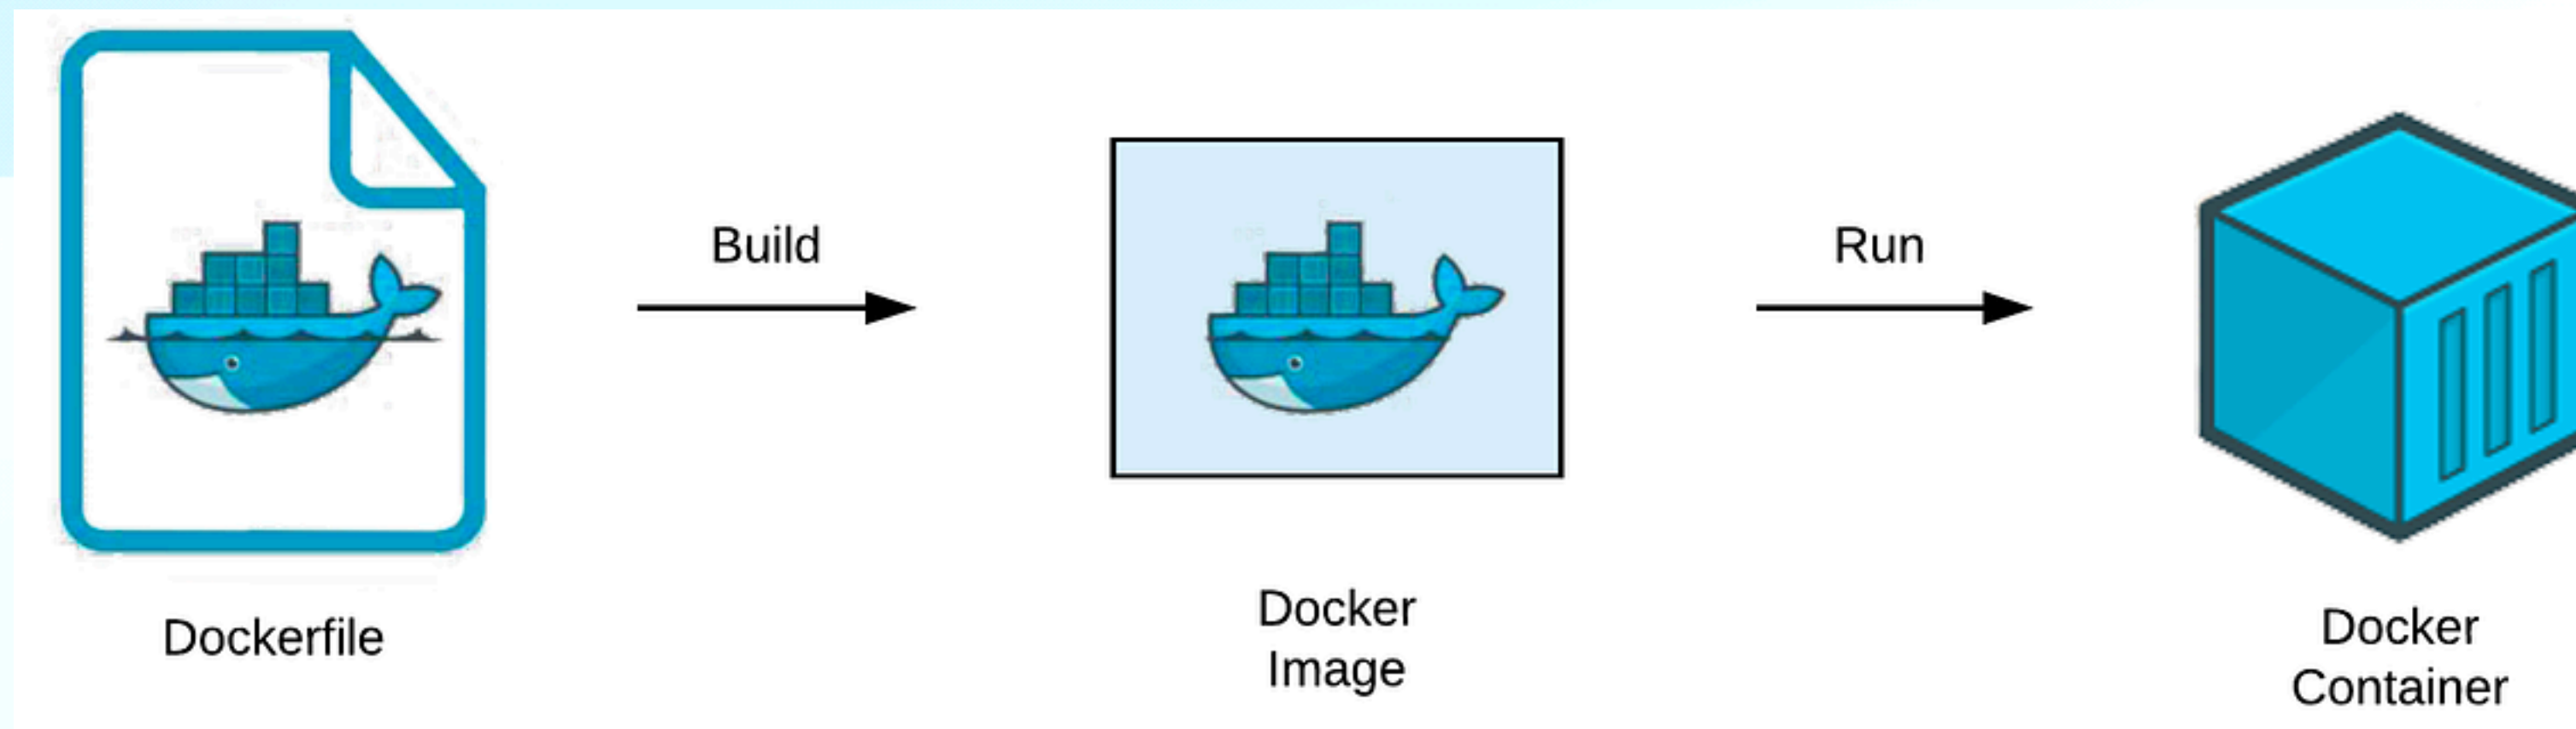 Build
Run
Dockerfile
Docker
Image
Docker
Container